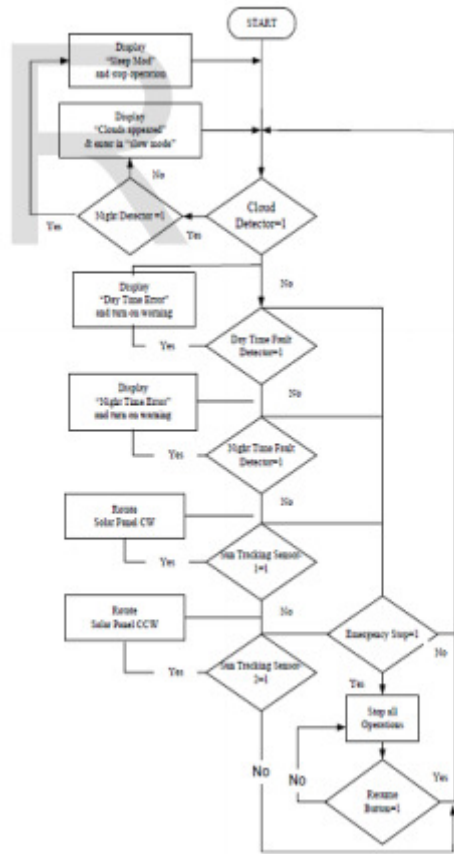 START
Display
"Sleep Mod"
and stop operation
Display
"Clouds appeared"
& enter in "slow mode"
No
Night Detector =1
Yes
Yes
Cloud
Detector=1
No
Display
"Day Time Error"
and turn on warning
Yes
Day Time Fault
Detector=1
No
Display
"Night Time Error"
and turn on warning
Yes
Night Time Fault
Detector=1
No
Rotate
Solar Panel CW
Yes
Sun Tracking Sensor-
1=1
No
Rotate
Solar Panel CCW
Yes
Sun Tracking Sensor-
2=1
No
Emergency Stop=1
No
Yes
Stop all
Operations
No
Resume
Button=1
Yes
R